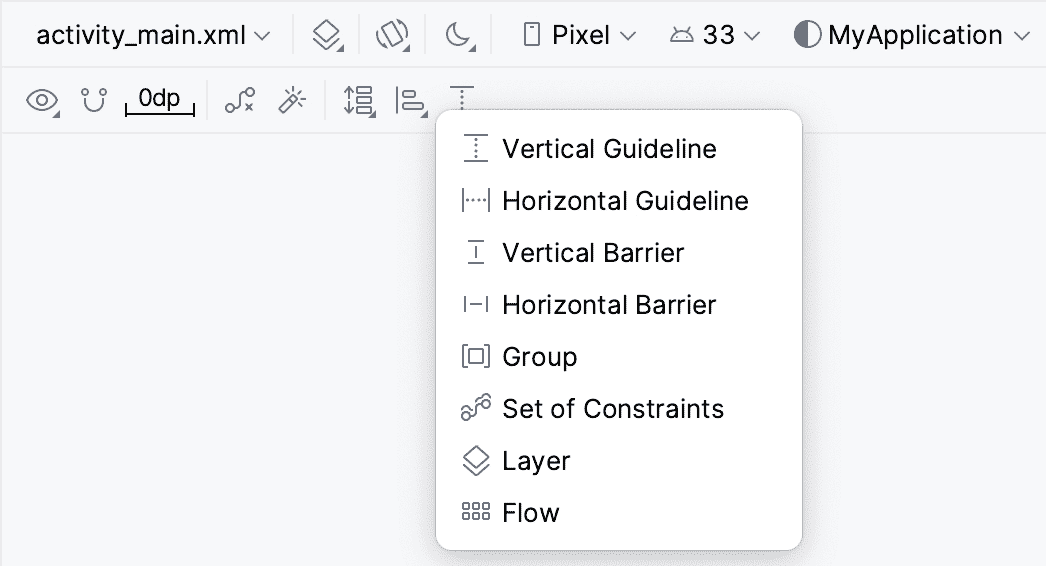 activity_main.xml Pixel 33 MyApplication
0dp
Vertical Guideline
Horizontal Guideline
Vertical Barrier
Horizontal Barrier
Group
Set of Constraints
Layer
Flow